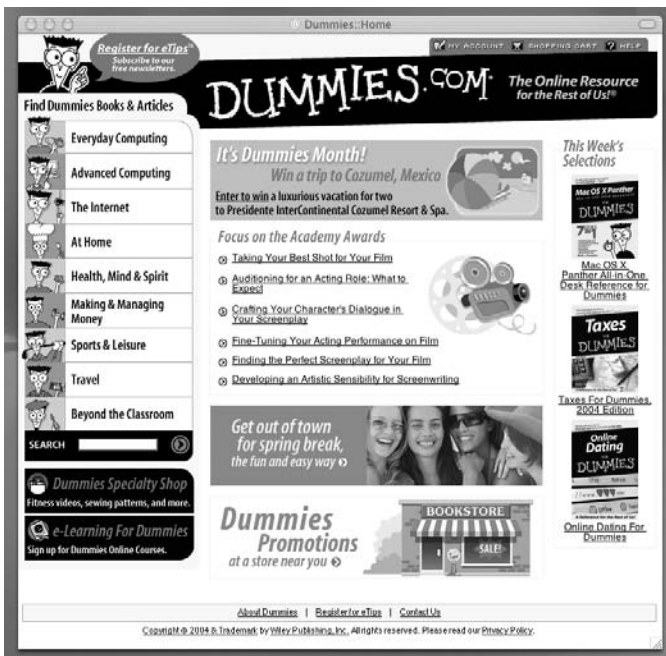 Dummies::Home
Register for eTips
Subscribe to our
free newsletters.
MY ACCOUNT SHOPPING CART ? HELP
DUMMIES.COM™
The Online Resource
for the Rest of Us!®
Find Dummies Books & Articles
Everyday Computing
Advanced Computing
The Internet
At Home
Health, Mind & Spirit
Making & Managing
Money
Sports & Leisure
Travel
Beyond the Classroom
SEARCH
Dummies Specialty Shop
Fitness videos, sewing patterns, and more.
e-Learning For Dummies
Sign up for Dummies Online Courses.
It's Dummies Month!
Win a trip to Cozumel, Mexico
Enter to win a luxurious vacation for two
to Presidente InterContinental Cozumel Resort & Spa.
Focus on the Academy Awards
Taking Your Best Shot for Your Film
Auditioning for an Acting Role: What to
Expect
Crafting Your Character's Dialogue in
Your Screenplay
Fine-Tuning Your Acting Performance on Film
Finding the Perfect Screenplay for Your Film
Developing an Artistic Sensibility for Screenwriting
Get out of town
for spring break,
the fun and easy way
Dummies
Promotions
at a store near you
BOOKSTORE
SALE!
This Week's
Selections
Mac OS X Panther
DUMMIES
Mac OS X
Panther All-in-One
Desk Reference for
Dummies
Taxes
FOR
DUMMIES
Taxes For Dummies,
2004 Edition
Online
Dating
FOR
DUMMIES
Online Dating For
Dummies
About Dummies | Register for eTips | Contact Us
Copyright © 2004 & Trademark by Wiley Publishing, Inc. All rights reserved. Please read our Privacy Policy.